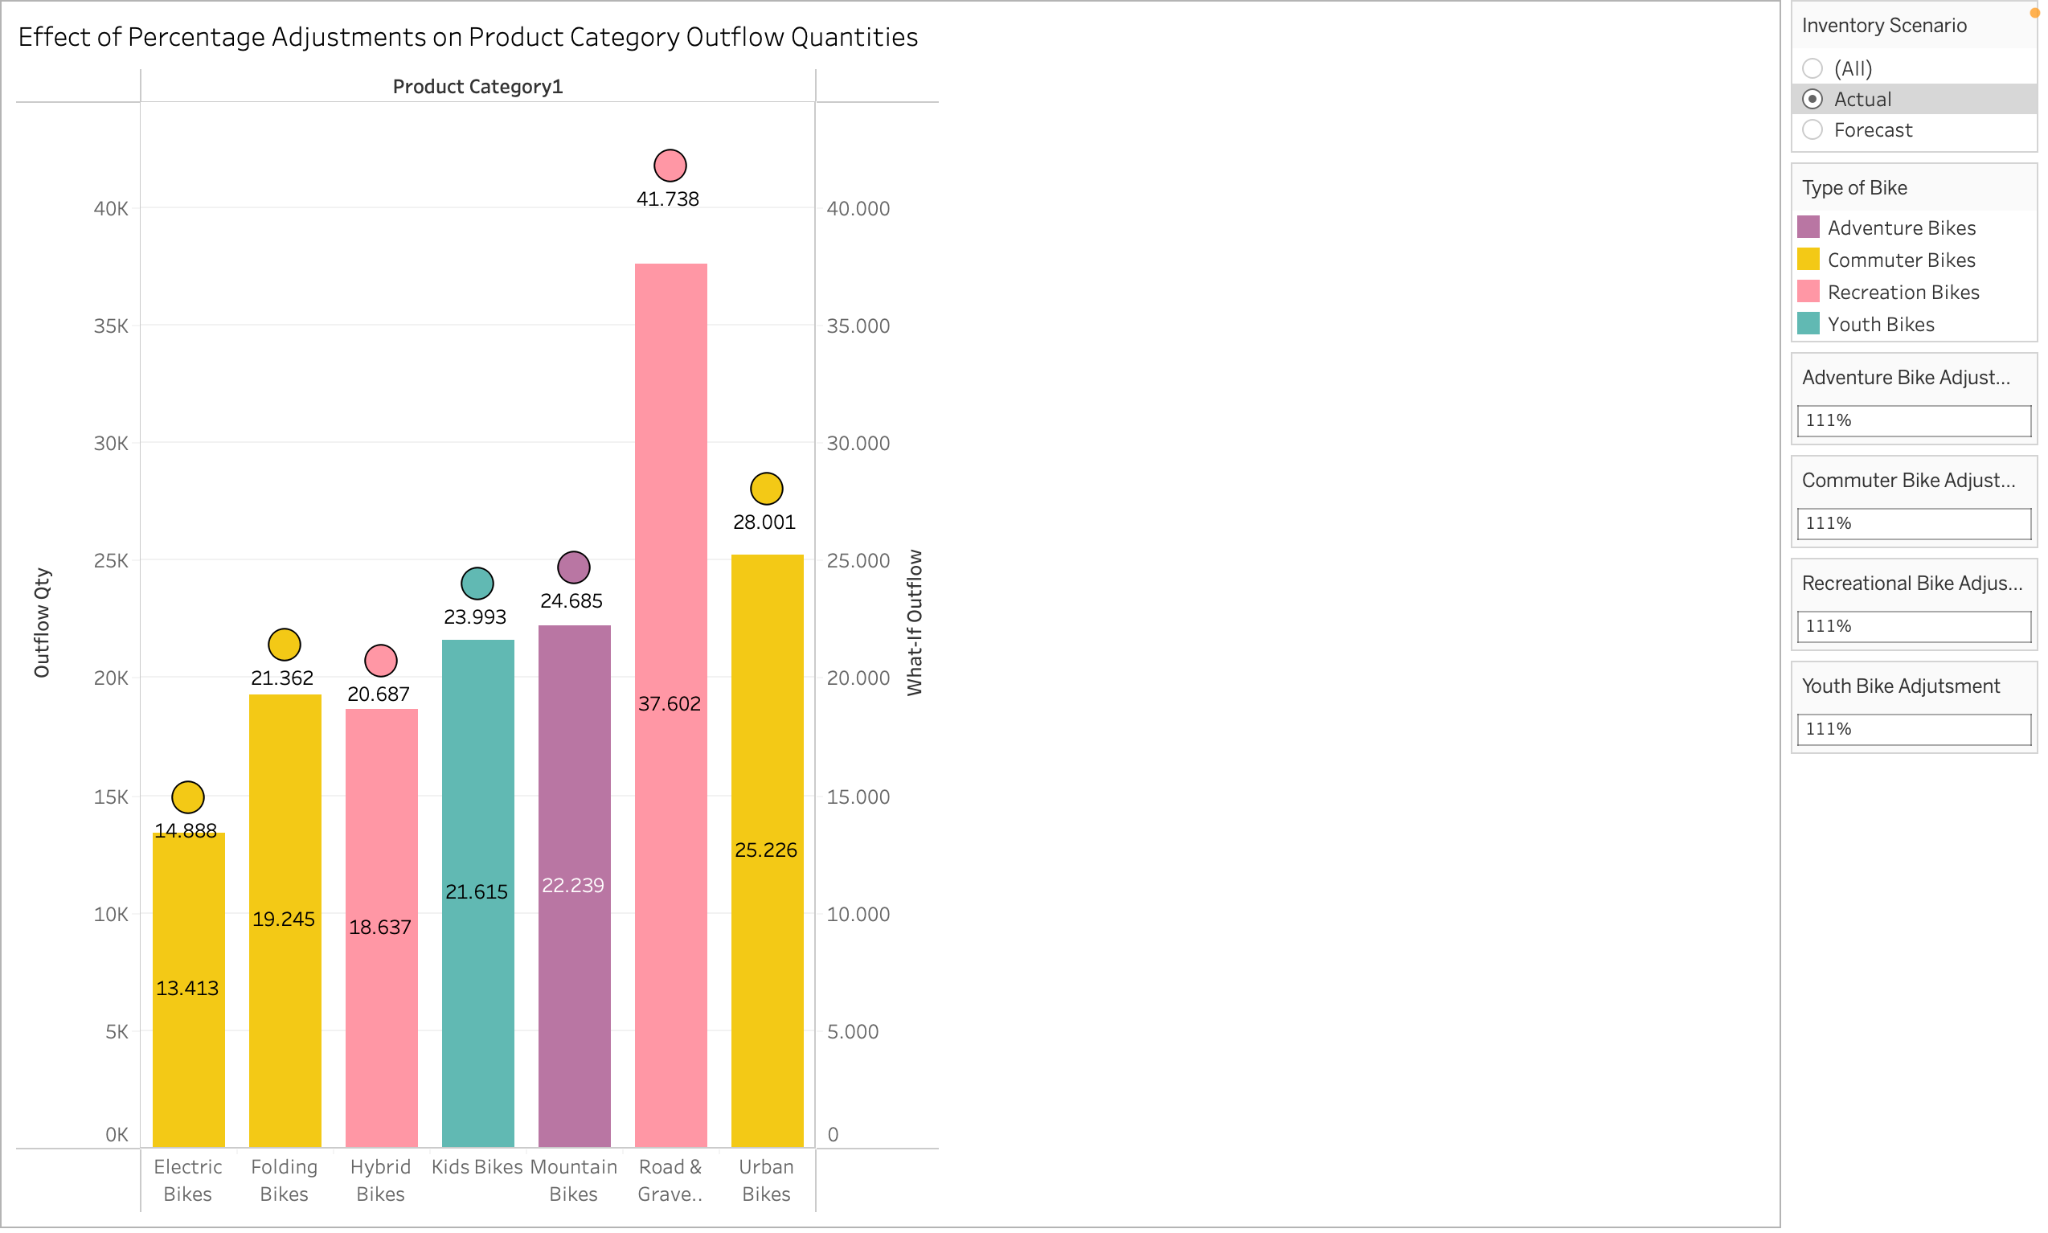 Effect of Percentage Adjustments on Product Category Outflow Quantities
Product Category1
Outflow Qty
40K
35K
30K
25K
20K
15K
10K
5K
0K
41.738
28.001
24.685
23.993
21.362
20.687
14.888
37.602
25.226
22.239
21.615
19.245
18.637
13.413
40.000
35.000
30.000
25.000
20.000
15.000
10.000
5.000
0
What-If Outflow
Electric
Bikes
Folding
Bikes
Hybrid
Bikes
Kids Bikes
Mountain
Bikes
Road &
Grave..
Urban
Bikes
Inventory Scenario
(All)
Actual
Forecast
Type of Bike
Adventure Bikes
Commuter Bikes
Recreation Bikes
Youth Bikes
Adventure Bike Adjust...
111%
Commuter Bike Adjust...
111%
Recreational Bike Adjus...
111%
Youth Bike Adjutsment
111%